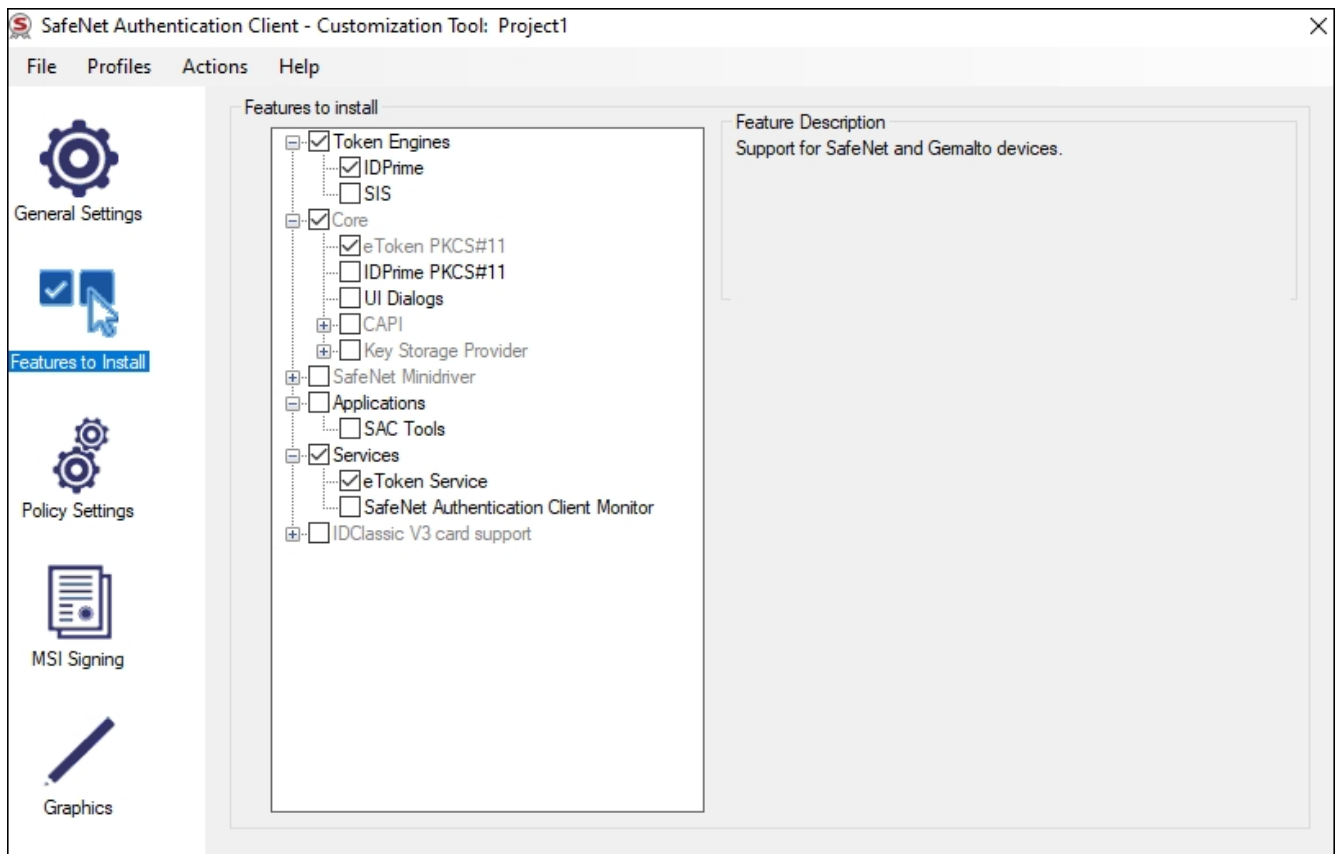 SafeNet Authentication Client - Customization Tool: Project1
File Profiles Actions Help
General Settings
Features to Install
Policy Settings
MSI Signing
Graphics
Features to install
Token Engines
IDPrime
SIS
Core
eToken PKCS#11
IDPrime PKCS#11
UI Dialogs
CAPI
Key Storage Provider
SafeNet Minidriver
Applications
SAC Tools
Services
eToken Service
SafeNet Authentication Client Monitor
IDClassic V3 card support
Feature Description
Support for SafeNet and Gemalto devices.